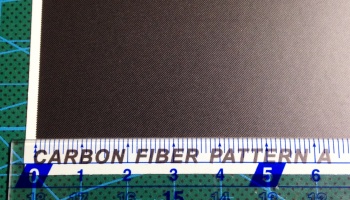 CARBON FIBER PATTERN A
0 1 2 3 4 5 6